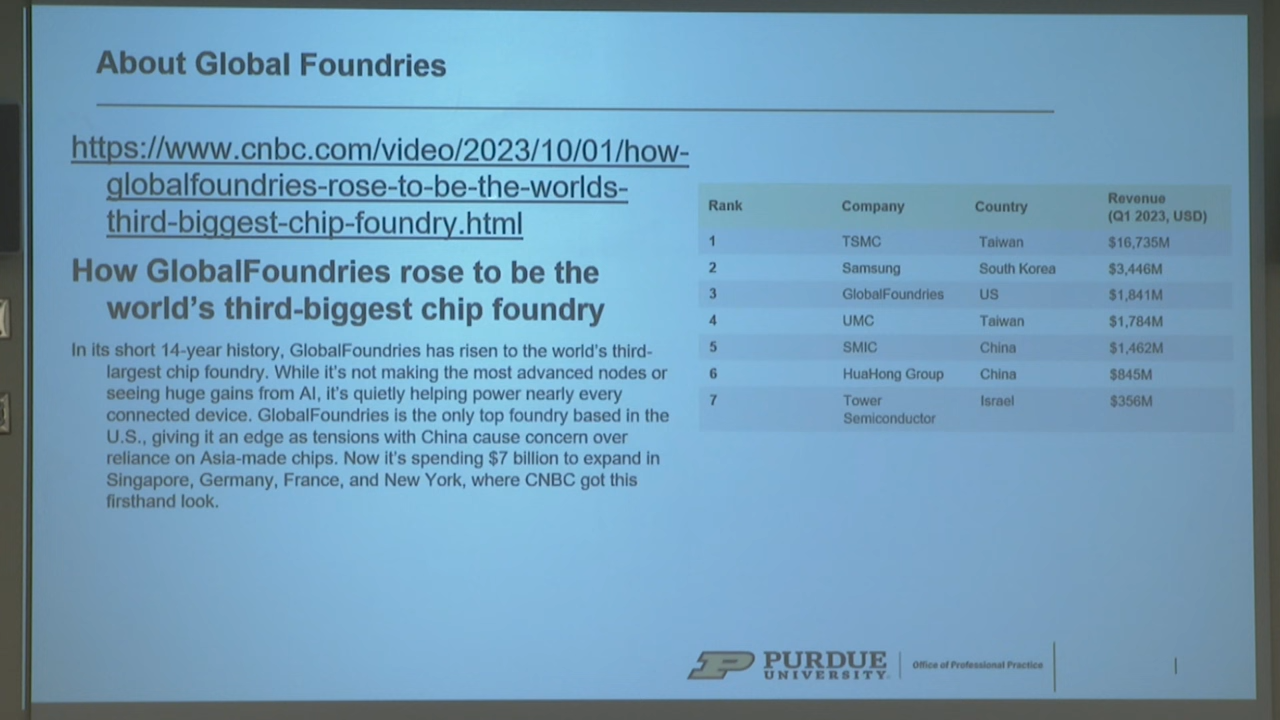 About Global Foundries
https://www.cnbc.com/video/2023/10/01/how-
globalfoundries-rose-to-be-the-worlds-
third-biggest-chip-foundry.html
How GlobalFoundries rose to be the
world's third-biggest chip foundry
In its short 14-year history, GlobalFoundries has risen to the world's third-
largest chip foundry. While it's not making the most advanced nodes or
seeing huge gains from AI, it's quietly helping power nearly every
connected device. GlobalFoundries is the only top foundry based in the
U.S., giving it an edge as tensions with China cause concern over
reliance on Asia-made chips. Now it's spending $7 billion to expand in
Singapore, Germany, France, and New York, where CNBC got this
firsthand look.
Rank Company Country Revenue
(Q1 2023, USD)
1 TSMC Taiwan $16,735M
2 Samsung South Korea $3,446M
3 GlobalFoundries US $1,841M
4 UMC Taiwan $1,784M
5 SMIC China $1,462M
6 HuaHong Group China $845M
7 Tower Israel $356M
Semiconductor
P PURDUE
UNIVERSITY
Office of Professional Practice